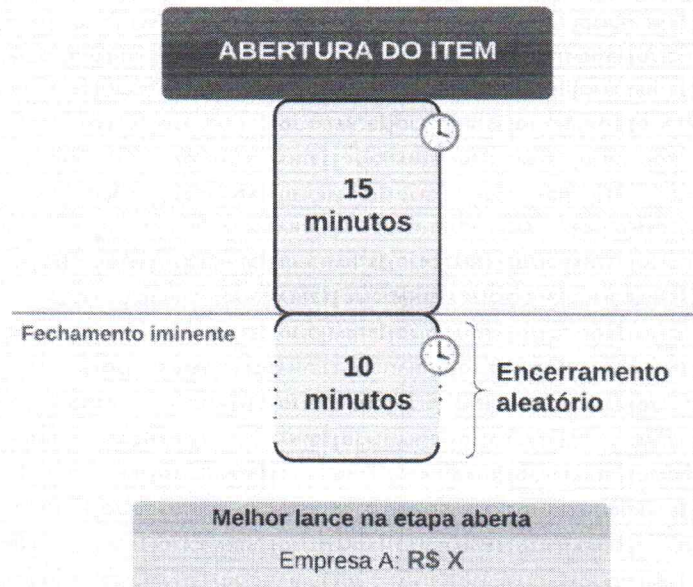 ABERTURA DO ITEM
15
minutos
Fechamento iminente
10
minutos
Encerramento
aleatório
Melhor lance na etapa aberta
Empresa A: R$ X